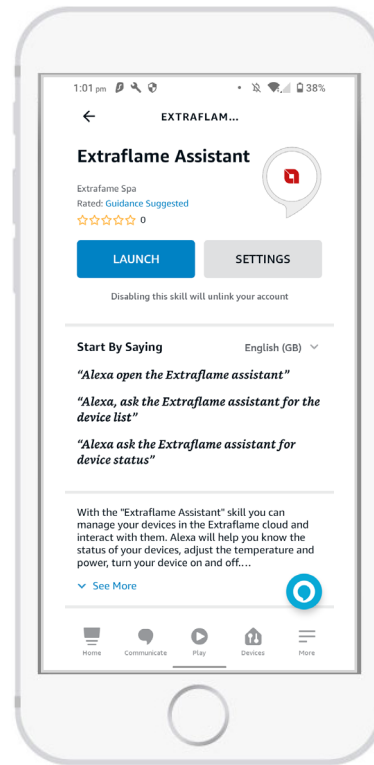 1:01 pm
38%
EXTRAFLAM...
Extraflame Assistant
Extrafame Spa
Rated: Guidance Suggested
0
LAUNCH
SETTINGS
Disabling this skill will unlink your account
Start By Saying
English (GB)
“Alexa open the Extraflame assistant”
“Alexa, ask the Extraflame assistant for the
device list”
“Alexa ask the Extraflame assistant for
device status”
With the "Extraflame Assistant" skill you can
manage your devices in the Extraflame cloud and
interact with them. Alexa will help you know the
status of your devices, adjust the temperature and
power, turn your device on and off....
See More
Home
Communicate
Play
Devices
More